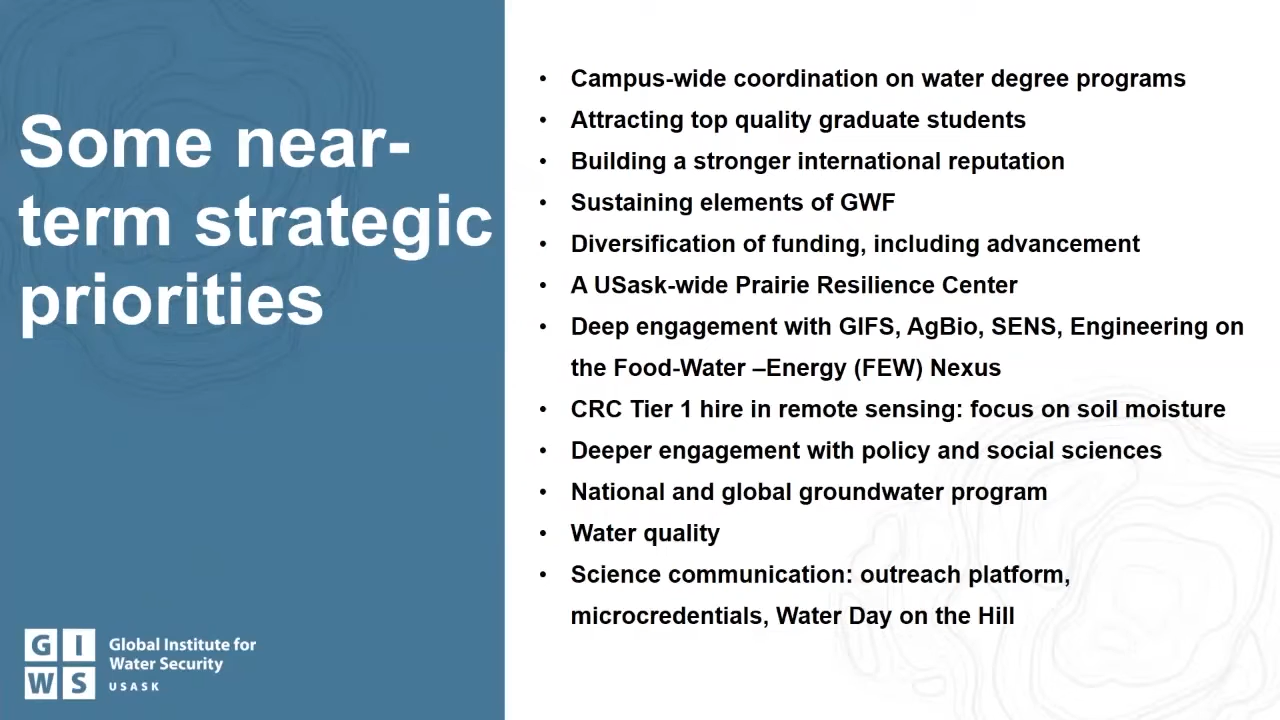 Some near-
term strategic
priorities
• Campus-wide coordination on water degree programs
• Attracting top quality graduate students
• Building a stronger international reputation
• Sustaining elements of GWF
• Diversification of funding, including advancement
• A USask-wide Prairie Resilience Center
• Deep engagement with GIFS, AgBio, SENS, Engineering on
the Food-Water –Energy (FEW) Nexus
• CRC Tier 1 hire in remote sensing: focus on soil moisture
• Deeper engagement with policy and social sciences
• National and global groundwater program
• Water quality
• Science communication: outreach platform,
microcredentials, Water Day on the Hill
G I
W S
Global Institute for
Water Security
USASK